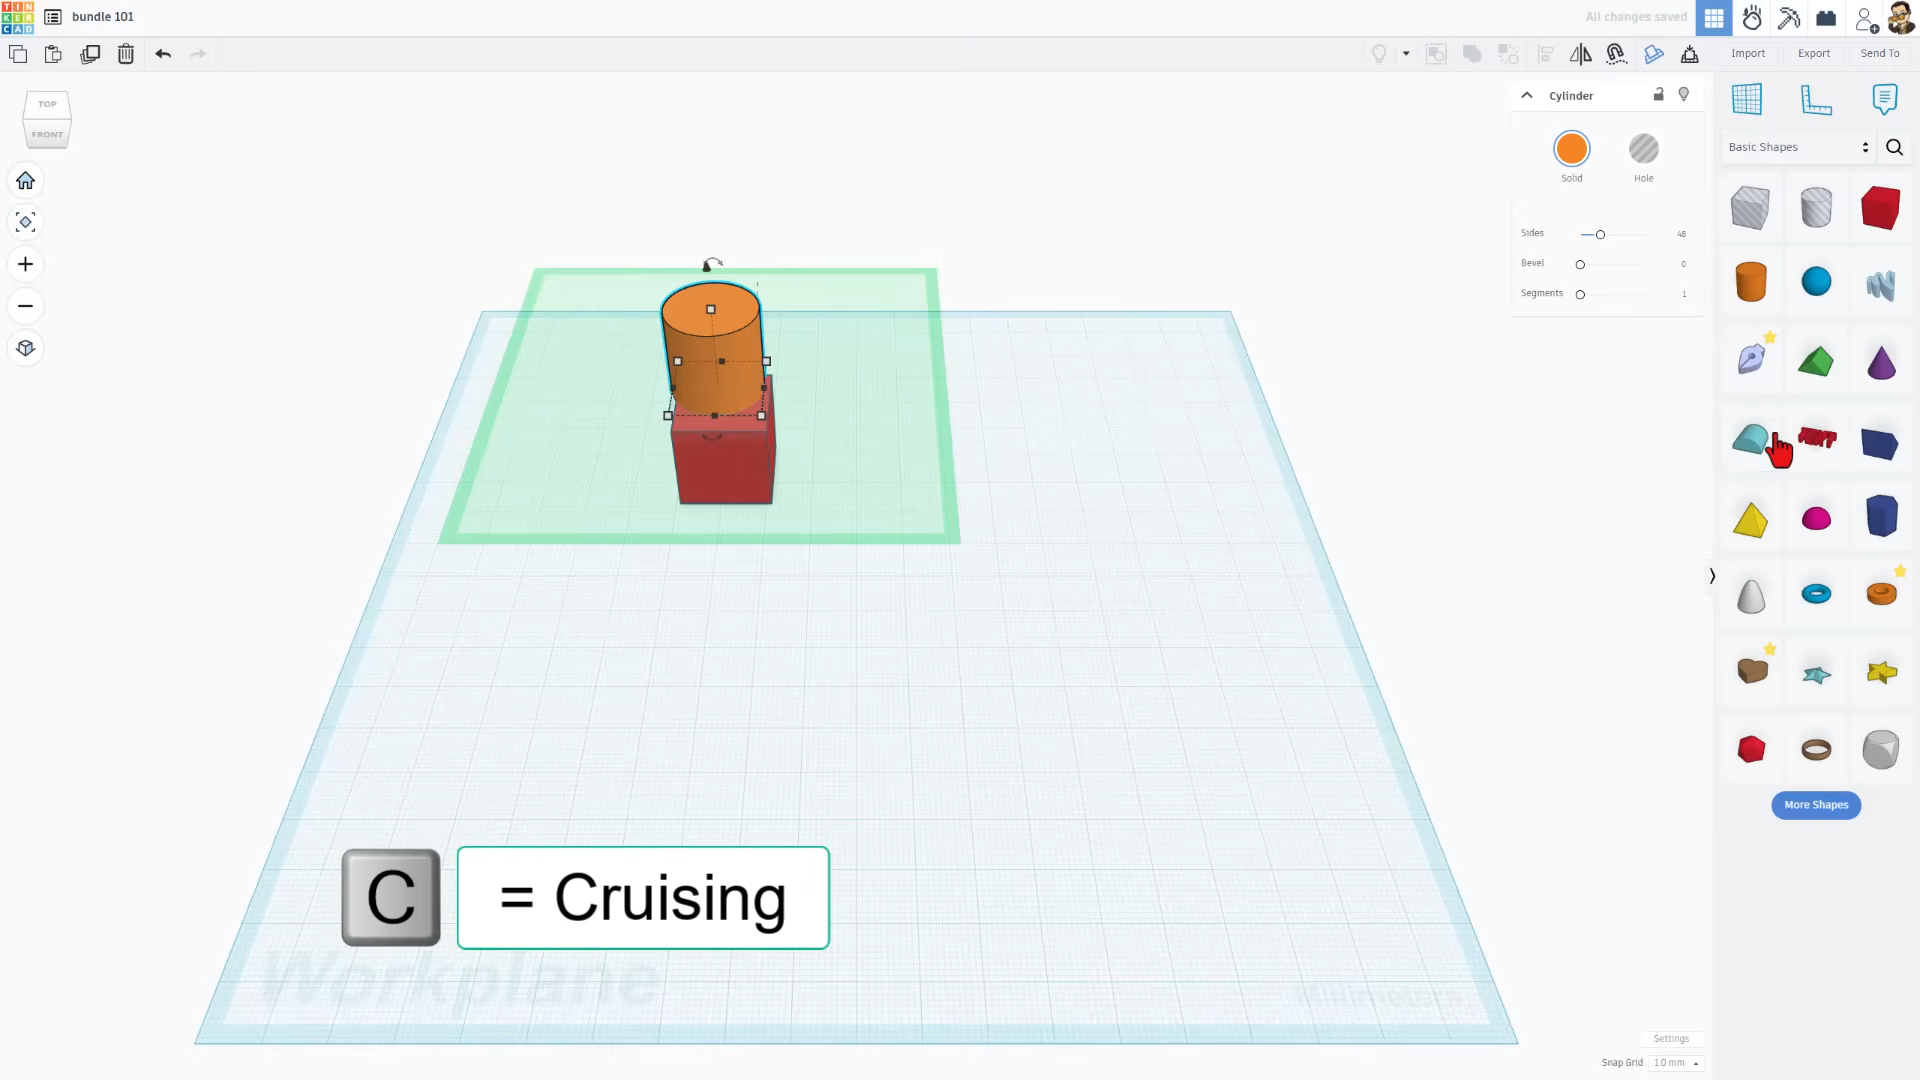 TIN
KER
CAD
bundle 101
All changes saved
Import
Export
Send To
TOP
FRONT
Cylinder
Solid
Hole
Sides
48
Bevel
0
Segments
1
Basic Shapes
More Shapes
C
= Cruising
Workplane
Millimeters
Settings
Snap Grid
1.0 mm